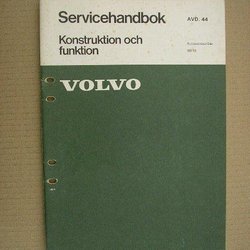 Servicehandbok
AVD. 44
Konstruktion och
funktion
VOLVO